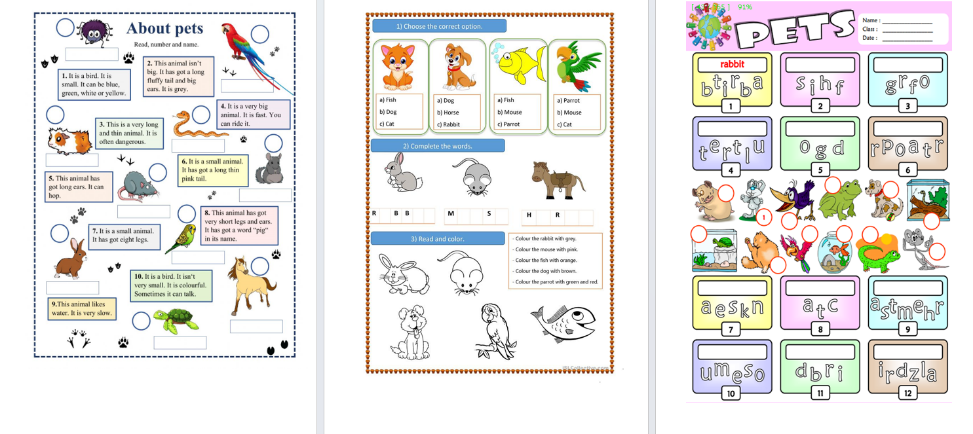 About pets
Read, number and name.
1. It is a bird. It is
small. It can be blue,
green, white or yellow.
2. This animal isn't
big. It has got a long
fluffy tail and big
ears. It is grey.
3. This is a very long
and thin animal. It is
often dangerous.
4. It is a very big
animal. It is fast. You
can ride it.
5. This animal has
got long ears. It can
hop.
6. It is a small animal.
It has got a long thin
pink tail.
7. It is a small animal.
It has got eight legs.
8. This animal has got
very short legs and ears.
It has got a word "pig"
in its name.
9.This animal likes
water. It is very slow.
10. It is a bird. It isn't
very small. It is colourful.
Sometimes it can talk.
1) Choose the correct option.
a) Fish
b) Dog
c) Cat
a) Dog
b) Horse
c) Rabbit
a) Fish
b) Mouse
c) Parrot
a) Parrot
b) Mouse
c) Cat
2) Complete the words.
R B B
M S
H R
3) Read and color.
- Colour the rabbit with grey.
- Colour the mouse with pink.
- Colour the fish with orange.
- Colour the dog with brown.
- Colour the parrot with green and red.
91%
PETS
Name :
Class :
Date :
rabbit
btirba
1
sihf
2
grfo
3
tertlu
4
ogd
5
rpoatr
6
1
aeskn
7
atc
8
astmehr
9
umeso
10
dbri
11
irdzla
12